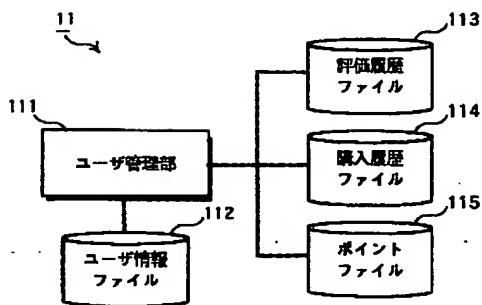 11
111
ユーザ管理部
112
ユーザ情報
ファイル
113
評価履歴
ファイル
114
購入履歴
ファイル
115
ポイント
ファイル